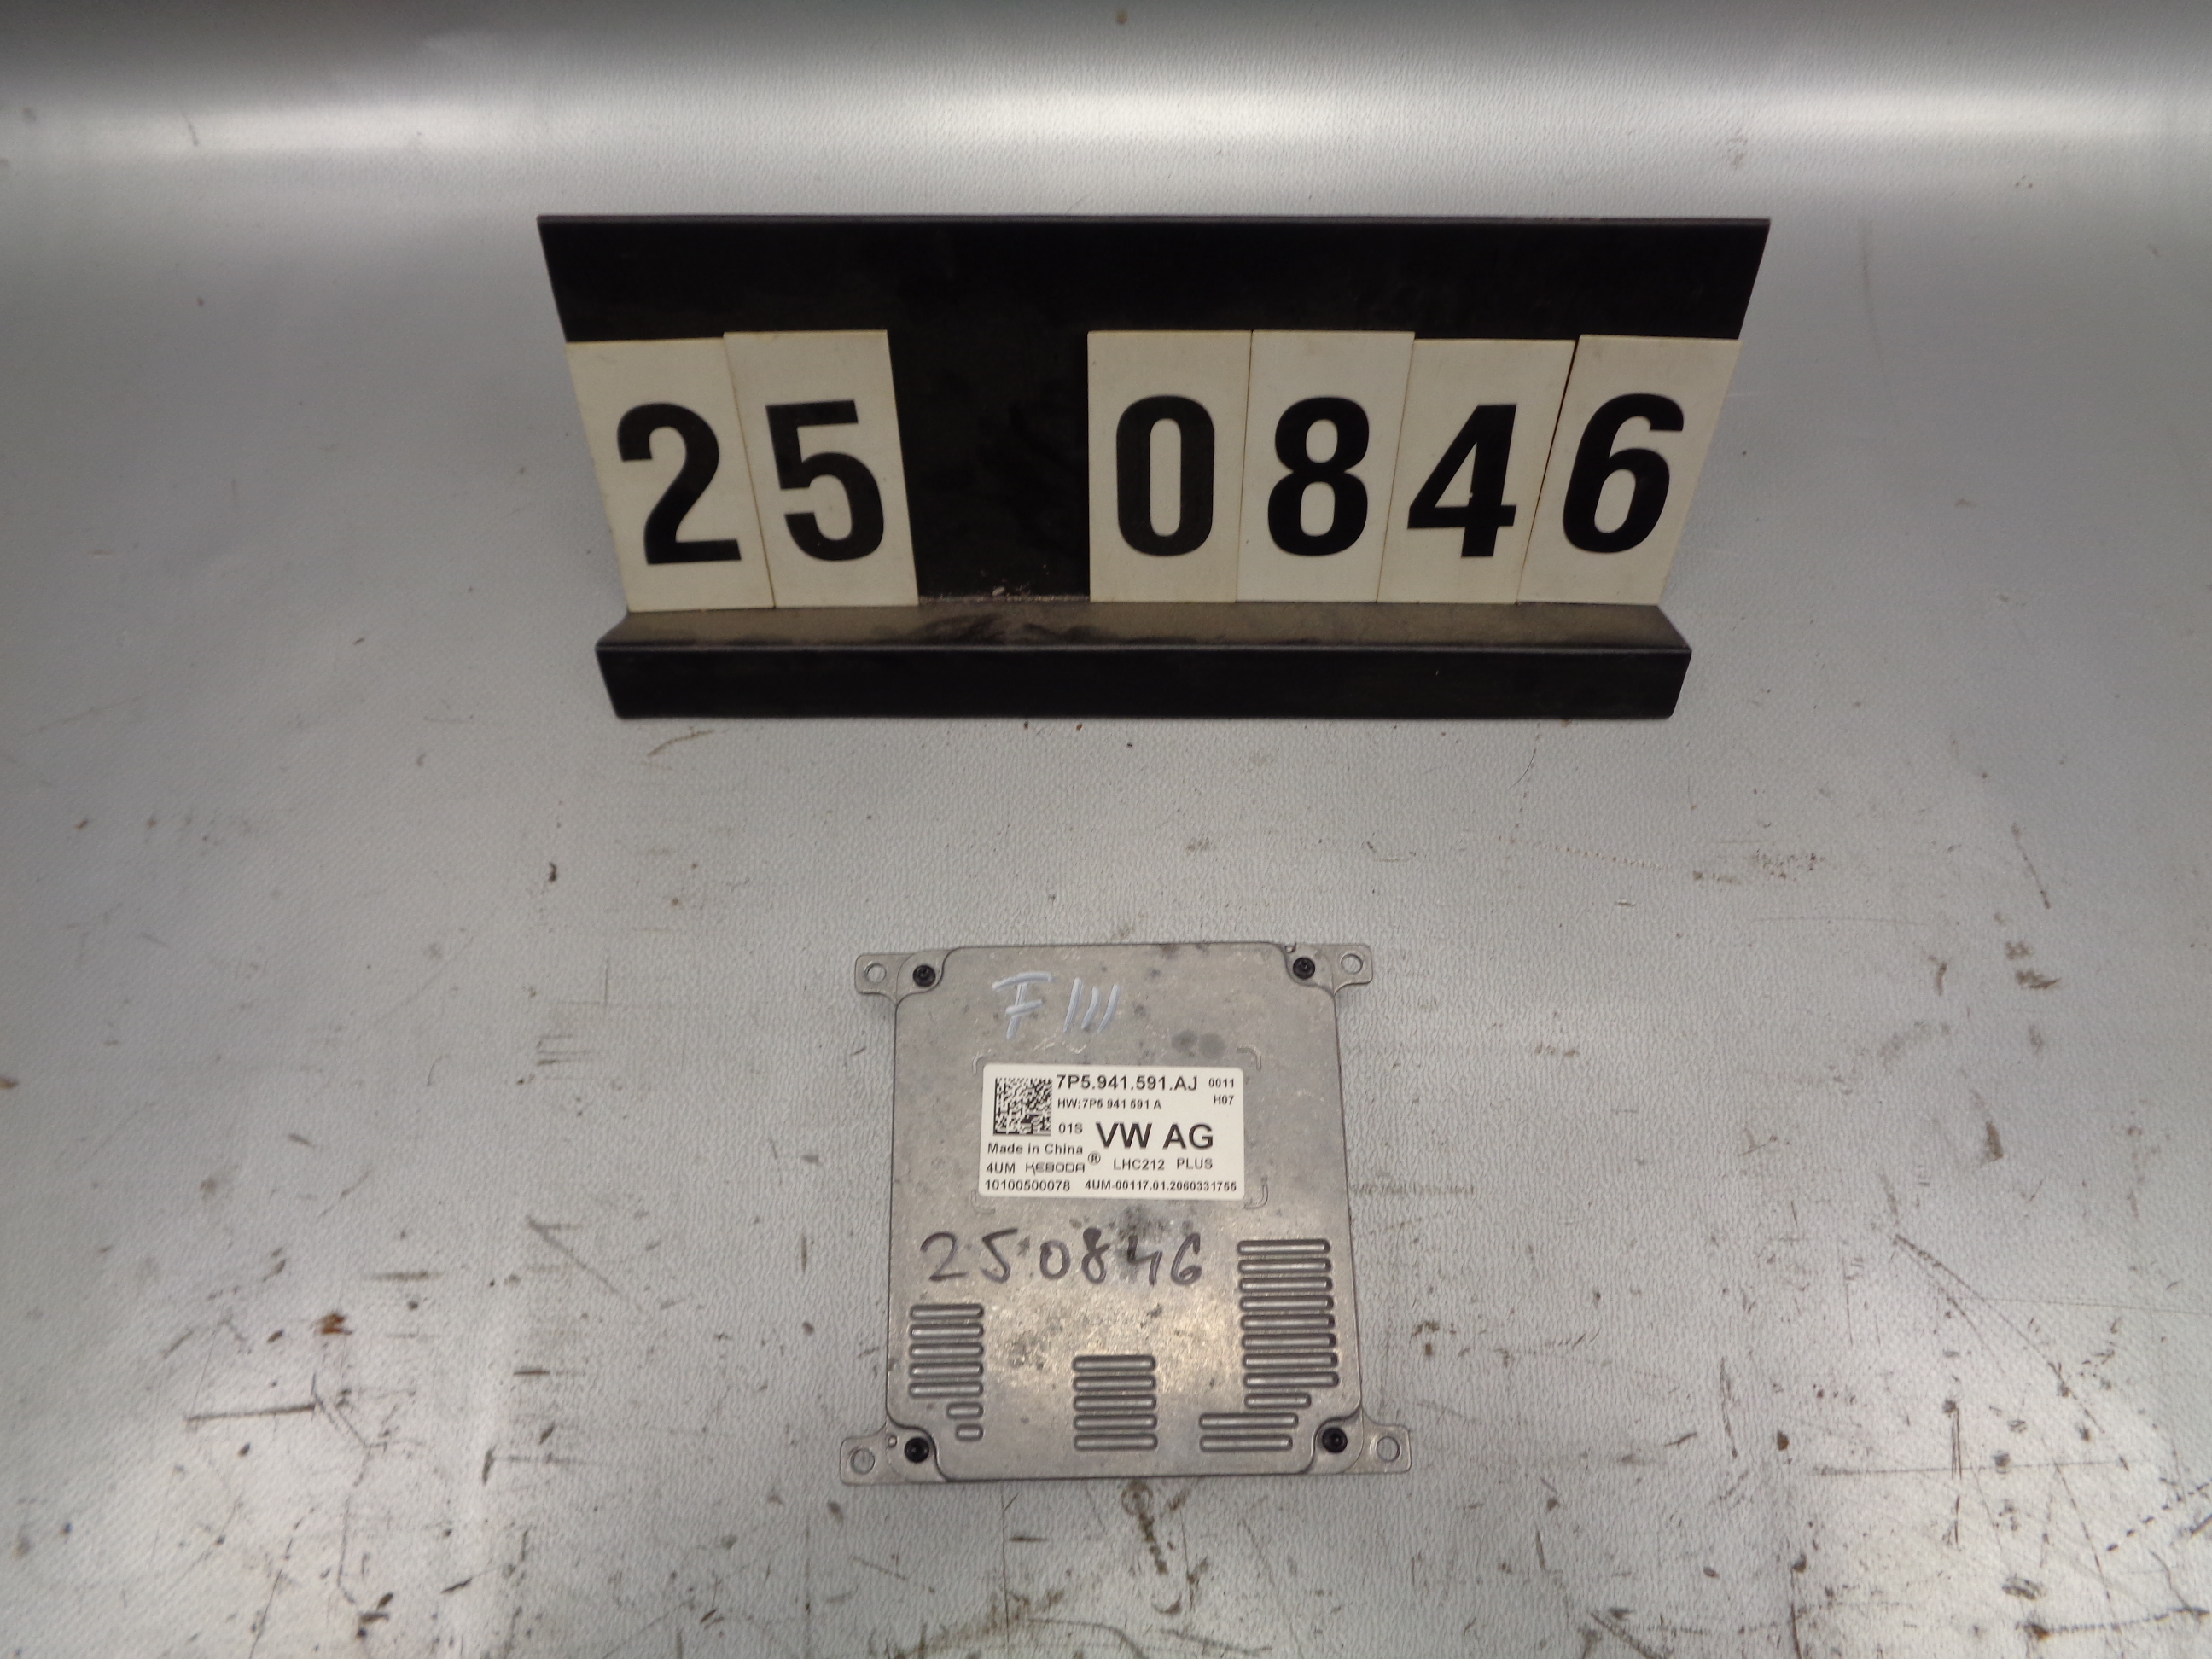 25 0846
F III
7P5.941.591.AJ 0011
HW:7P5 941 591 A H07
01S VW AG
Made in China
4UM KEBODA® LHC212 PLUS
10100500078 4UM-00117.01.2060331755
250846